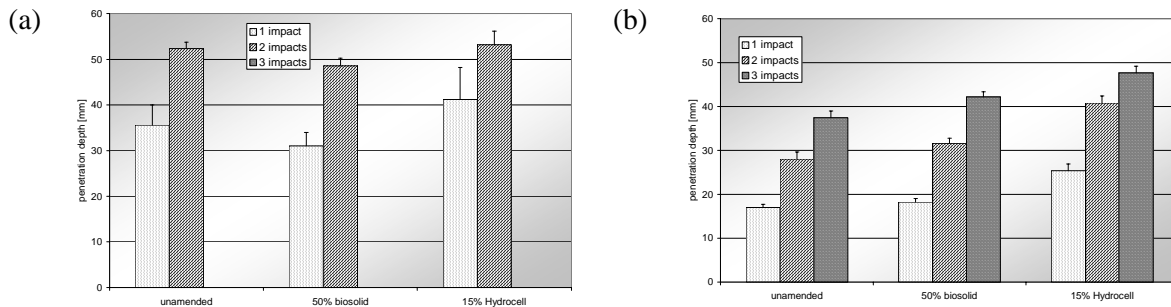 (a)
60
50
40
30
20
10
0
penetration depth [mm]
1 impact
2 impacts
3 impacts
unamended
50% biosolid
15% Hydrocell
(b)
60
50
40
30
20
10
0
penetration depth [mm]
1 impact
2 impacts
3 impacts
unamended
50% biosolid
15% Hydrocell